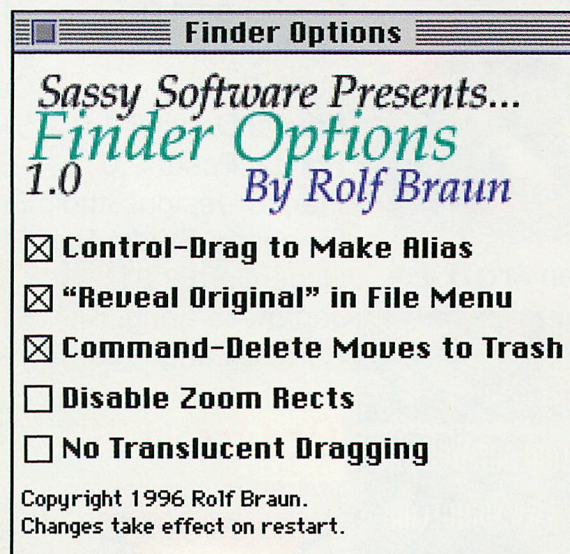 Finder Options
Sassy Software Presents...
Finder Options
1.0 By Rolf Braun
Control-Drag to Make Alias
“Reveal Original” in File Menu
Command-Delete Moves to Trash
Disable Zoom Rects
No Translucent Dragging
Copyright 1996 Rolf Braun.
Changes take effect on restart.